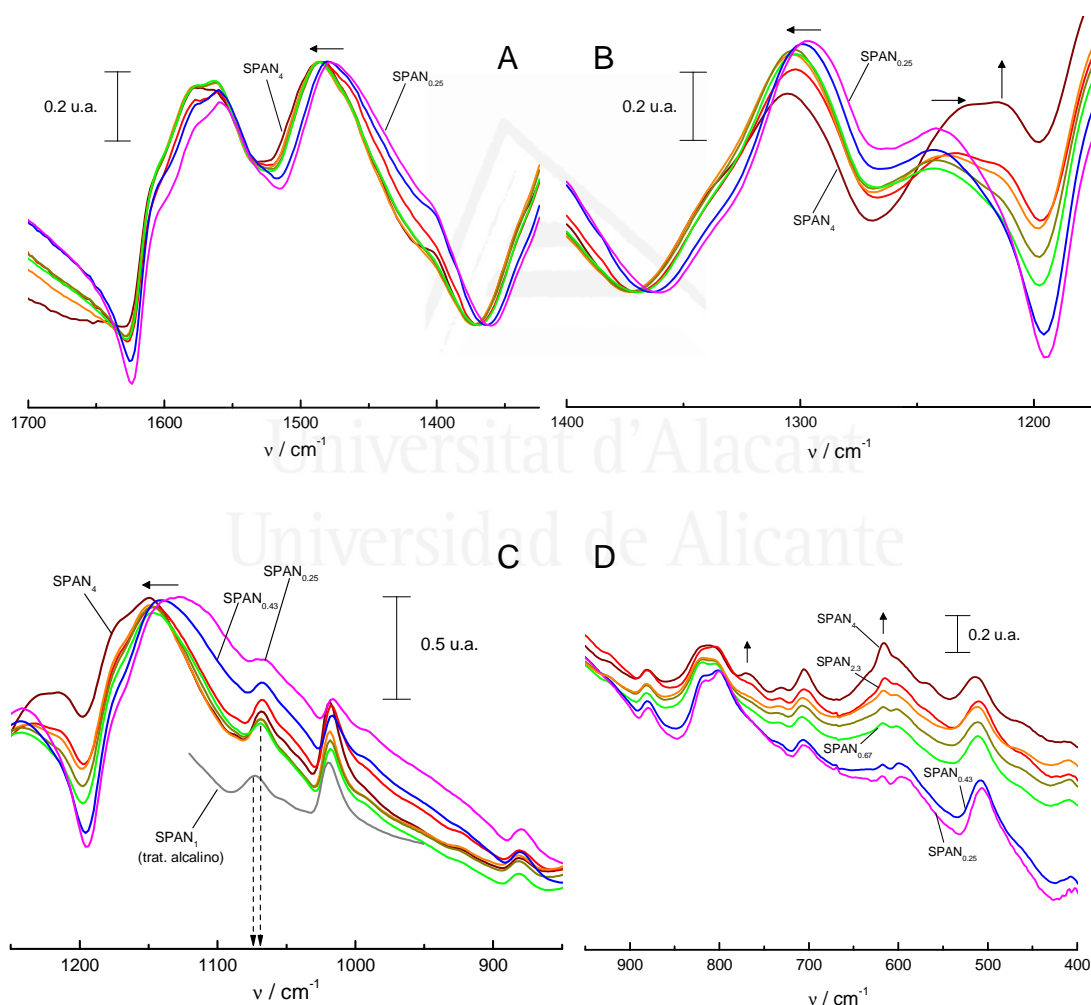 A
SPAN4
SPAN0.25
0.2 u.a.
1700 1600 1500 1400
ν / cm-1
B
SPAN0.25
0.2 u.a.
SPAN4
1400 1300 1200
ν / cm-1
Universitat d'Alacant
Universidad de Alicante
C
SPAN4
SPAN0.25
SPAN0.43
0.5 u.a.
SPAN1
(trat. alcalino)
1200 1100 1000 900
ν / cm-1
D
SPAN4
0.2 u.a.
SPAN2.3
SPAN0.67
SPAN0.43
SPAN0.25
900 800 700 600 500 400
ν / cm-1